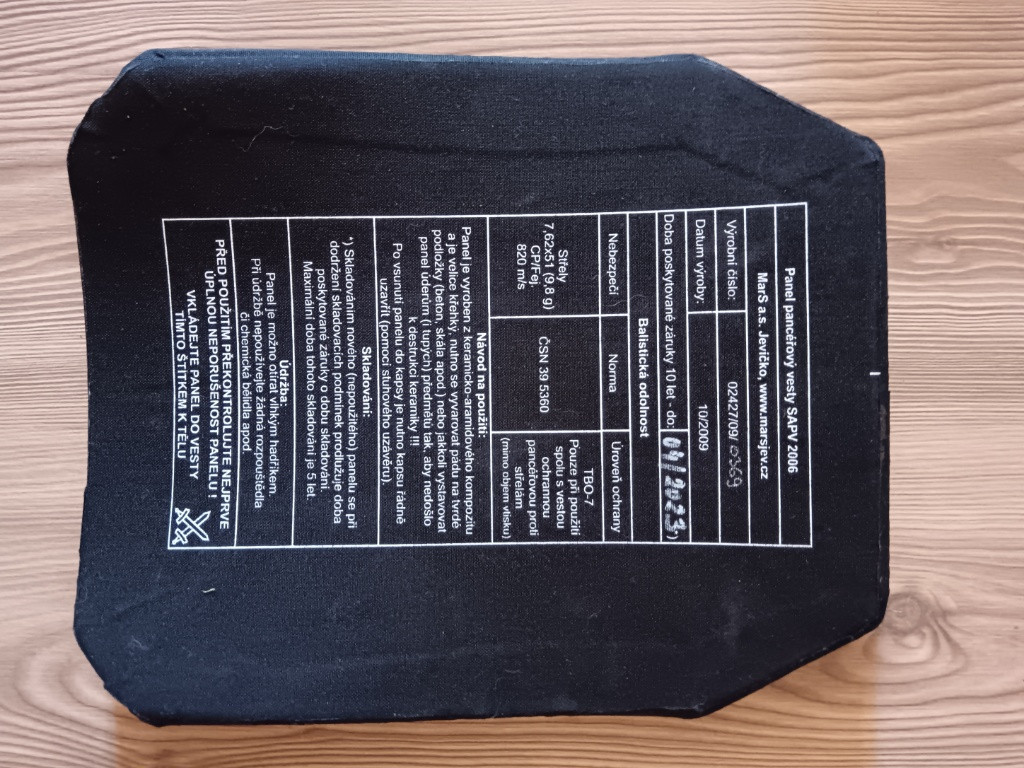 Panel pancéřový vesty SAPV 2006
MarS a.s. Jevíčko, www.marsjev.cz
Výrobní číslo: 02427/09/ 0369
Datum výroby: 10/2009
Doba poskytované záruky 10 let - do: 04/2023*)
Balistická odolnost
Nebezpečí Norma Úroveň ochrany
Střely
7,62x51 (9,8 g)
CP/Fej,
820 m/s
ČSN 39 5360
TBO-7
Pouze při použití
spolu s vestou
ochrannou
pancéřovou proti
střelám
(mimo objem vtisku)
Návod na použití:
Panel je vyroben z keramicko-aramidového kompozitu
a je velice křehký, nutno se vyvarovat pádu na tvrdé
podložky (beton, skála apod.) nebo jakkoli vystavovat
panel úderům (i tupých) předmětů tak, aby nedošlo
k destrukci keramiky !!!
Po vsunutí panelu do kapsy je nutno kapsu řádně
uzavřít (pomocí stuhového uzávěru).
Skladování:
*) Skladováním nového (nepoužitého) panelu se při
dodržení skladovacích podmínek prodlužuje doba
poskytované záruky o dobu skladování.
Maximální doba tohoto skladování je 5 let.
Údržba:
Panel je možno otírat vlhkým hadříkem.
Při údržbě nepoužívejte žádná rozpouštědla
či chemická bělidla apod.
PŘED POUŽITÍM PŘEKONTROLUJTE NEJPRVE
ÚPLNOU NEPORUŠENOST PANELU !
VKLÁDEJTE PANEL DO VESTY
TÍMTO ŠTÍTKEM K TĚLU